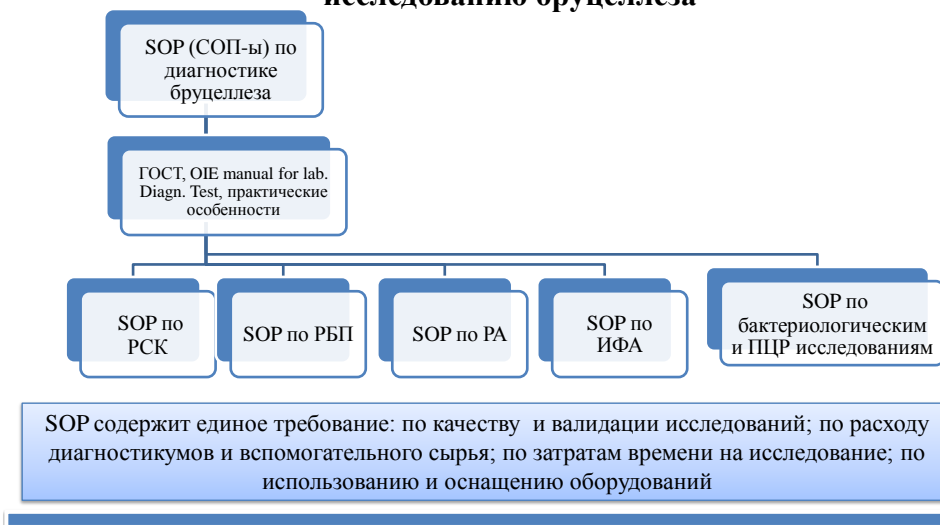 исследованию бруцеллеза
SOP (СОП-ы) по
диагностике
бруцеллеза
ГОСТ, OIE manual for lab.
Diagn. Test, практические
особенности
SOP по
РСК
SOP по РБП
SOP по РА
SOP по
ИФА
SOP по
бактериологическим
и ПЦР исследованиям
SOP содержит единое требование: по качеству и валидации исследований; по расходу
диагностикумов и вспомогательного сырья; по затратам времени на исследование; по
использованию и оснащению оборудований